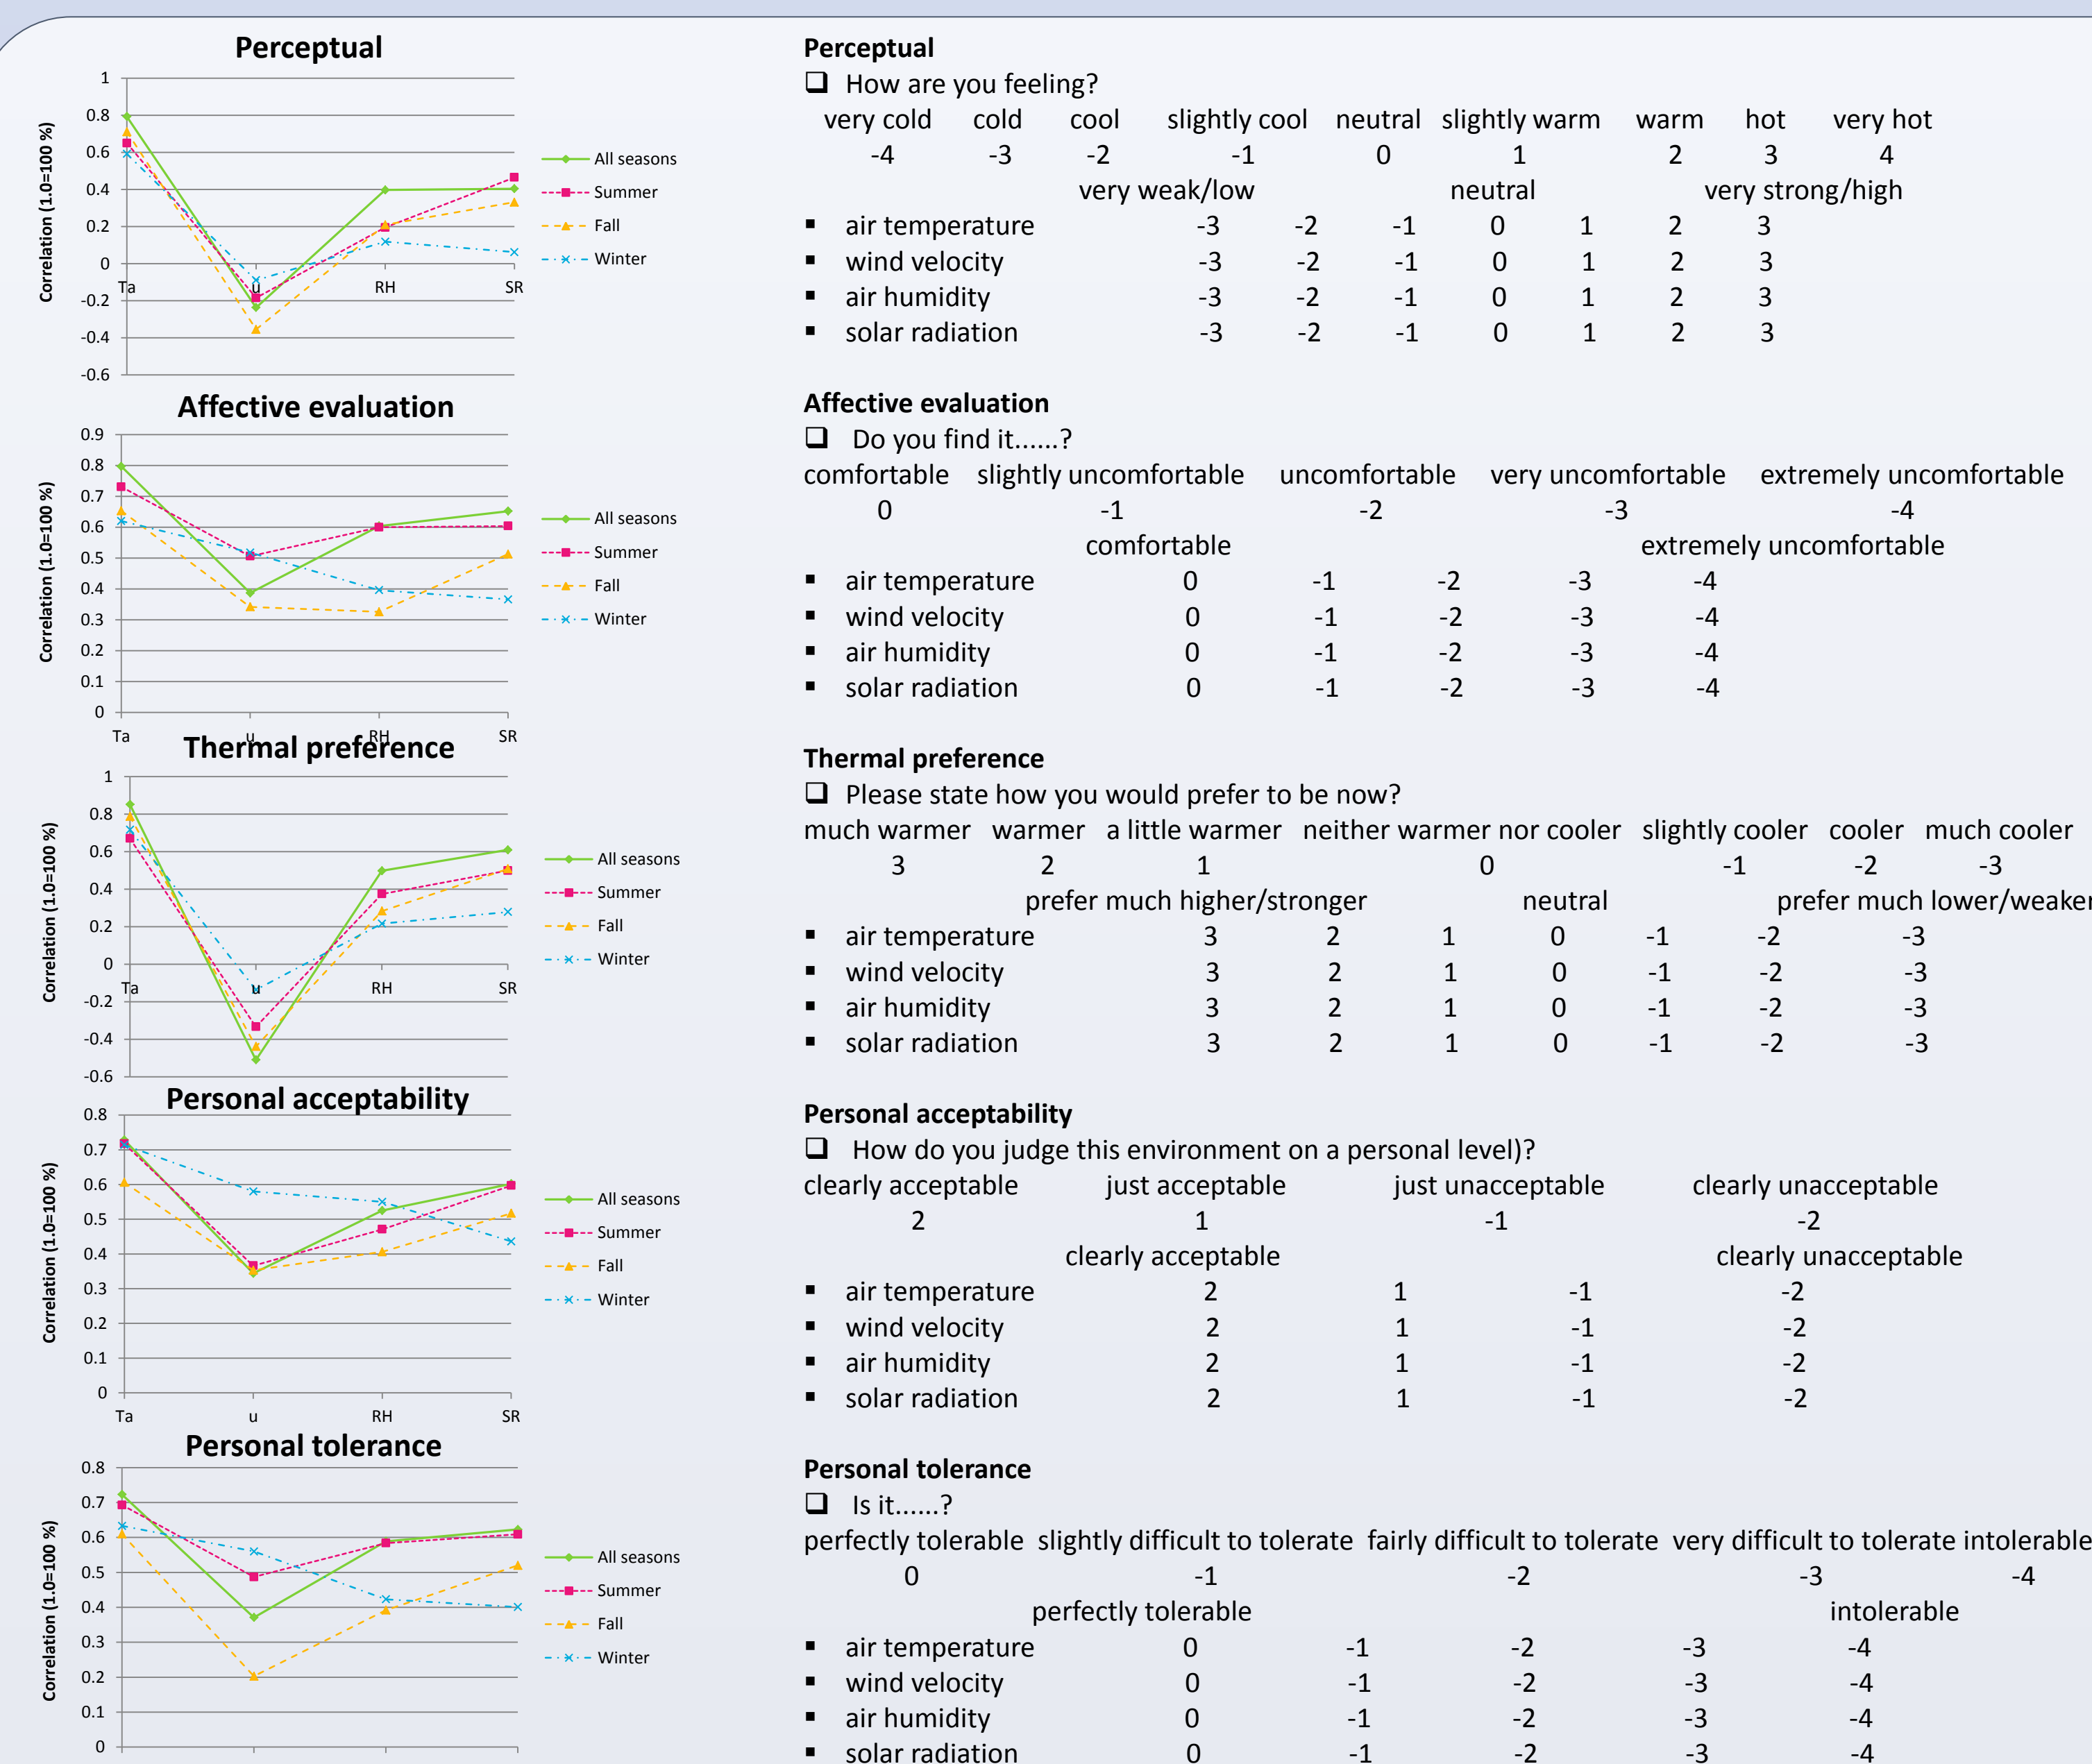 Perceptual
1
0.8
0.6
0.4
0.2
0
-0.2
-0.4
-0.6
Correlation (1.0=100 %)
Ta u RH SR
All seasons
Summer
Fall
Winter
Affective evaluation
0.9
0.8
0.7
0.6
0.5
0.4
0.3
0.2
0.1
0
Correlation (1.0=100 %)
Ta u RH SR
All seasons
Summer
Fall
Winter
Thermal preference
1
0.8
0.6
0.4
0.2
0
-0.2
-0.4
-0.6
Correlation (1.0=100 %)
Ta u RH SR
All seasons
Summer
Fall
Winter
Personal acceptability
0.8
0.7
0.6
0.5
0.4
0.3
0.2
0.1
0
Correlation (1.0=100 %)
Ta u RH SR
All seasons
Summer
Fall
Winter
Personal tolerance
0.8
0.7
0.6
0.5
0.4
0.3
0.2
0.1
0
Correlation (1.0=100 %)
All seasons
Summer
Fall
Winter
Perceptual
❑ How are you feeling?
very cold cold cool slightly cool neutral slightly warm warm hot very hot
-4 -3 -2 -1 0 1 2 3 4
very weak/low neutral very strong/high
▪ air temperature -3 -2 -1 0 1 2 3
▪ wind velocity -3 -2 -1 0 1 2 3
▪ air humidity -3 -2 -1 0 1 2 3
▪ solar radiation -3 -2 -1 0 1 2 3
Affective evaluation
❑ Do you find it......?
comfortable slightly uncomfortable uncomfortable very uncomfortable extremely uncomfortable
0 -1 -2 -3 -4
comfortable extremely uncomfortable
▪ air temperature 0 -1 -2 -3 -4
▪ wind velocity 0 -1 -2 -3 -4
▪ air humidity 0 -1 -2 -3 -4
▪ solar radiation 0 -1 -2 -3 -4
Thermal preference
❑ Please state how you would prefer to be now?
much warmer warmer a little warmer neither warmer nor cooler slightly cooler cooler much cooler
3 2 1 0 -1 -2 -3
prefer much higher/stronger neutral prefer much lower/weaker
▪ air temperature 3 2 1 0 -1 -2 -3
▪ wind velocity 3 2 1 0 -1 -2 -3
▪ air humidity 3 2 1 0 -1 -2 -3
▪ solar radiation 3 2 1 0 -1 -2 -3
Personal acceptability
❑ How do you judge this environment on a personal level)?
clearly acceptable just acceptable just unacceptable clearly unacceptable
2 1 -1 -2
clearly acceptable clearly unacceptable
▪ air temperature 2 1 -1 -2
▪ wind velocity 2 1 -1 -2
▪ air humidity 2 1 -1 -2
▪ solar radiation 2 1 -1 -2
Personal tolerance
❑ Is it......?
perfectly tolerable slightly difficult to tolerate fairly difficult to tolerate very difficult to tolerate intolerable
0 -1 -2 -3 -4
perfectly tolerable intolerable
▪ air temperature 0 -1 -2 -3 -4
▪ wind velocity 0 -1 -2 -3 -4
▪ air humidity 0 -1 -2 -3 -4
▪ solar radiation 0 -1 -2 -3 -4